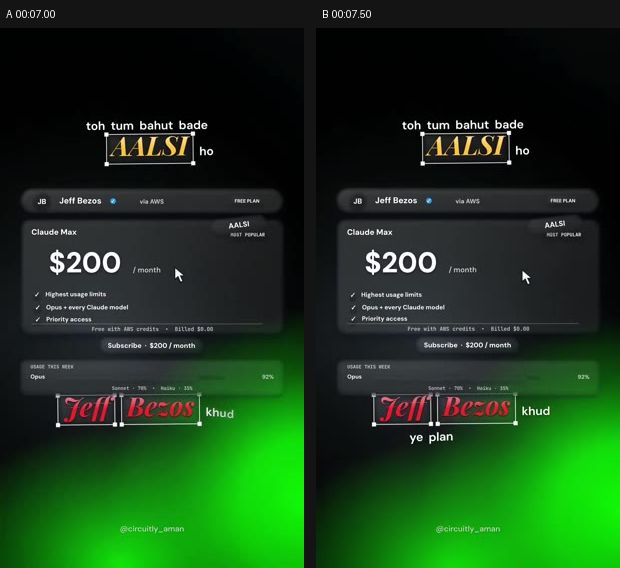 A 00:07.00
toh tum bahut bade
AALSI ho
JB Jeff Bezos via AWS FREE PLAN
Claude Max AALSI
MOST POPULAR
$200 / month
✓ Highest usage limits
✓ Opus + every Claude model
✓ Priority access
Free with AWS credits • Billed $0.00
Subscribe · $200 / month
USAGE THIS WEEK
Opus 92%
Sonnet · 70% • Haiku · 35%
Jeff Bezos khud
@circuitly_aman
B 00:07.50
toh tum bahut bade
AALSI ho
JB Jeff Bezos via AWS FREE PLAN
Claude Max AALSI
MOST POPULAR
$200 / month
✓ Highest usage limits
✓ Opus + every Claude model
✓ Priority access
Free with AWS credits • Billed $0.00
Subscribe · $200 / month
USAGE THIS WEEK
Opus 92%
Sonnet · 70% • Haiku · 35%
Jeff Bezos khud
ye plan
@circuitly_aman